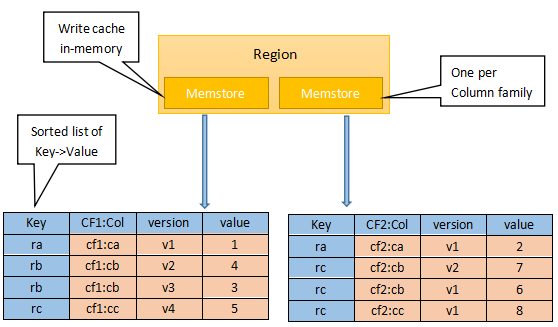 Write cache
in-memory
Region
Memstore
Memstore
One per
Column family
Sorted list of
Key->Value
Key CF1:Col version value
ra cf1:ca v1 1
rb cf1:cb v2 4
rb cf1:cb v3 3
rc cf1:cc v4 5
Key CF2:Col version value
ra cf2:ca v1 2
rc cf2:cb v2 7
rc cf2:cb v1 6
rc cf2:cc v1 8